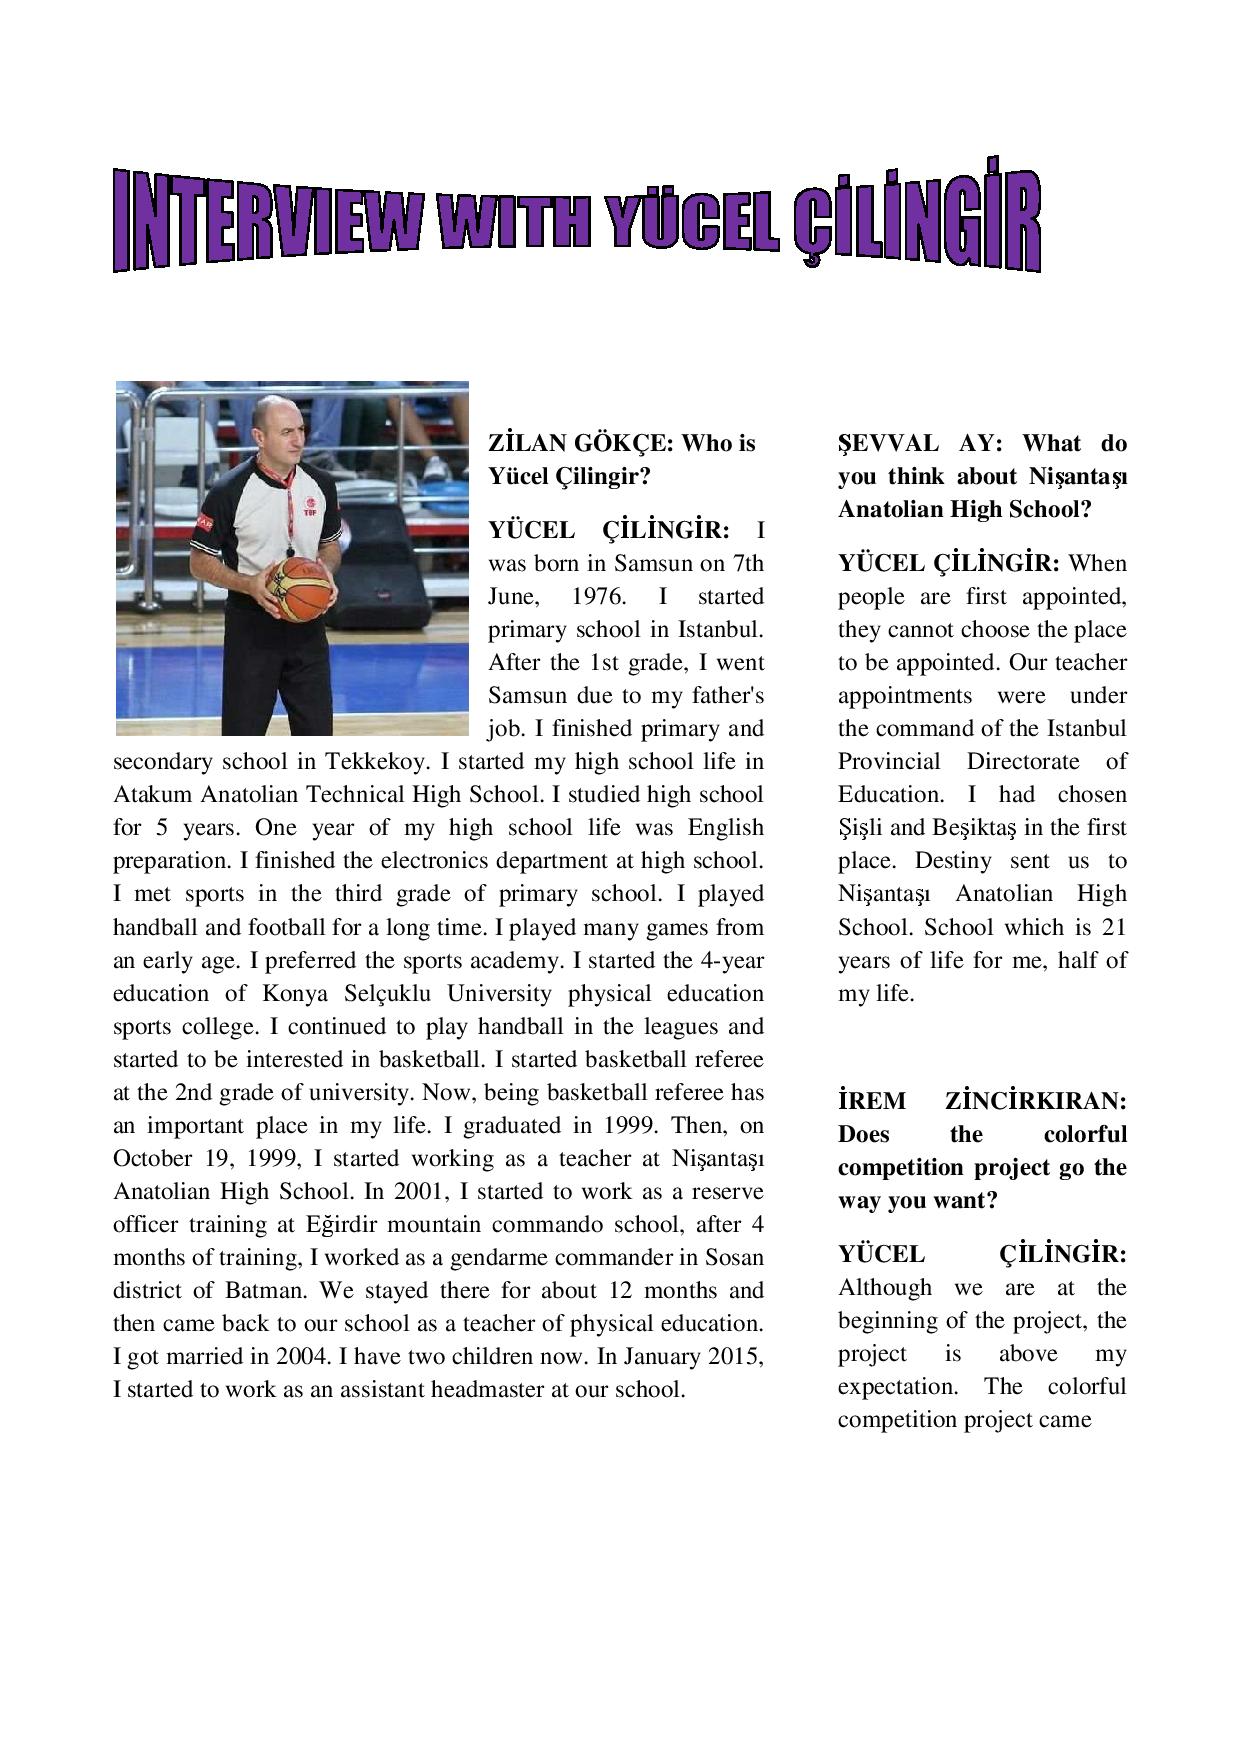 INTERVIEW WITH YÜCEL ÇİLİNGİR
TBF
ZİLAN GÖKÇE: Who is
Yücel Çilingir?
YÜCEL ÇİLİNGİR: I
was born in Samsun on 7th
June, 1976. I started
primary school in Istanbul.
After the 1st grade, I went
Samsun due to my father's
job. I finished primary and
secondary school in Tekkekoy. I started my high school life in
Atakum Anatolian Technical High School. I studied high school
for 5 years. One year of my high school life was English
preparation. I finished the electronics department at high school.
I met sports in the third grade of primary school. I played
handball and football for a long time. I played many games from
an early age. I preferred the sports academy. I started the 4-year
education of Konya Selçuklu University physical education
sports college. I continued to play handball in the leagues and
started to be interested in basketball. I started basketball referee
at the 2nd grade of university. Now, being basketball referee has
an important place in my life. I graduated in 1999. Then, on
October 19, 1999, I started working as a teacher at Nişantaşı
Anatolian High School. In 2001, I started to work as a reserve
officer training at Eğirdir mountain commando school, after 4
months of training, I worked as a gendarme commander in Sosan
district of Batman. We stayed there for about 12 months and
then came back to our school as a teacher of physical education.
I got married in 2004. I have two children now. In January 2015,
I started to work as an assistant headmaster at our school.
ŞEVVAL AY: What do
you think about Nişantaşı
Anatolian High School?
YÜCEL ÇİLİNGİR: When
people are first appointed,
they cannot choose the place
to be appointed. Our teacher
appointments were under
the command of the Istanbul
Provincial Directorate of
Education. I had chosen
Şişli and Beşiktaş in the first
place. Destiny sent us to
Nişantaşı Anatolian High
School. School which is 21
years of life for me, half of
my life.
İREM ZİNCİRKIRAN:
Does the colorful
competition project go the
way you want?
YÜCEL ÇİLİNGİR:
Although we are at the
beginning of the project, the
project is above my
expectation. The colorful
competition project came